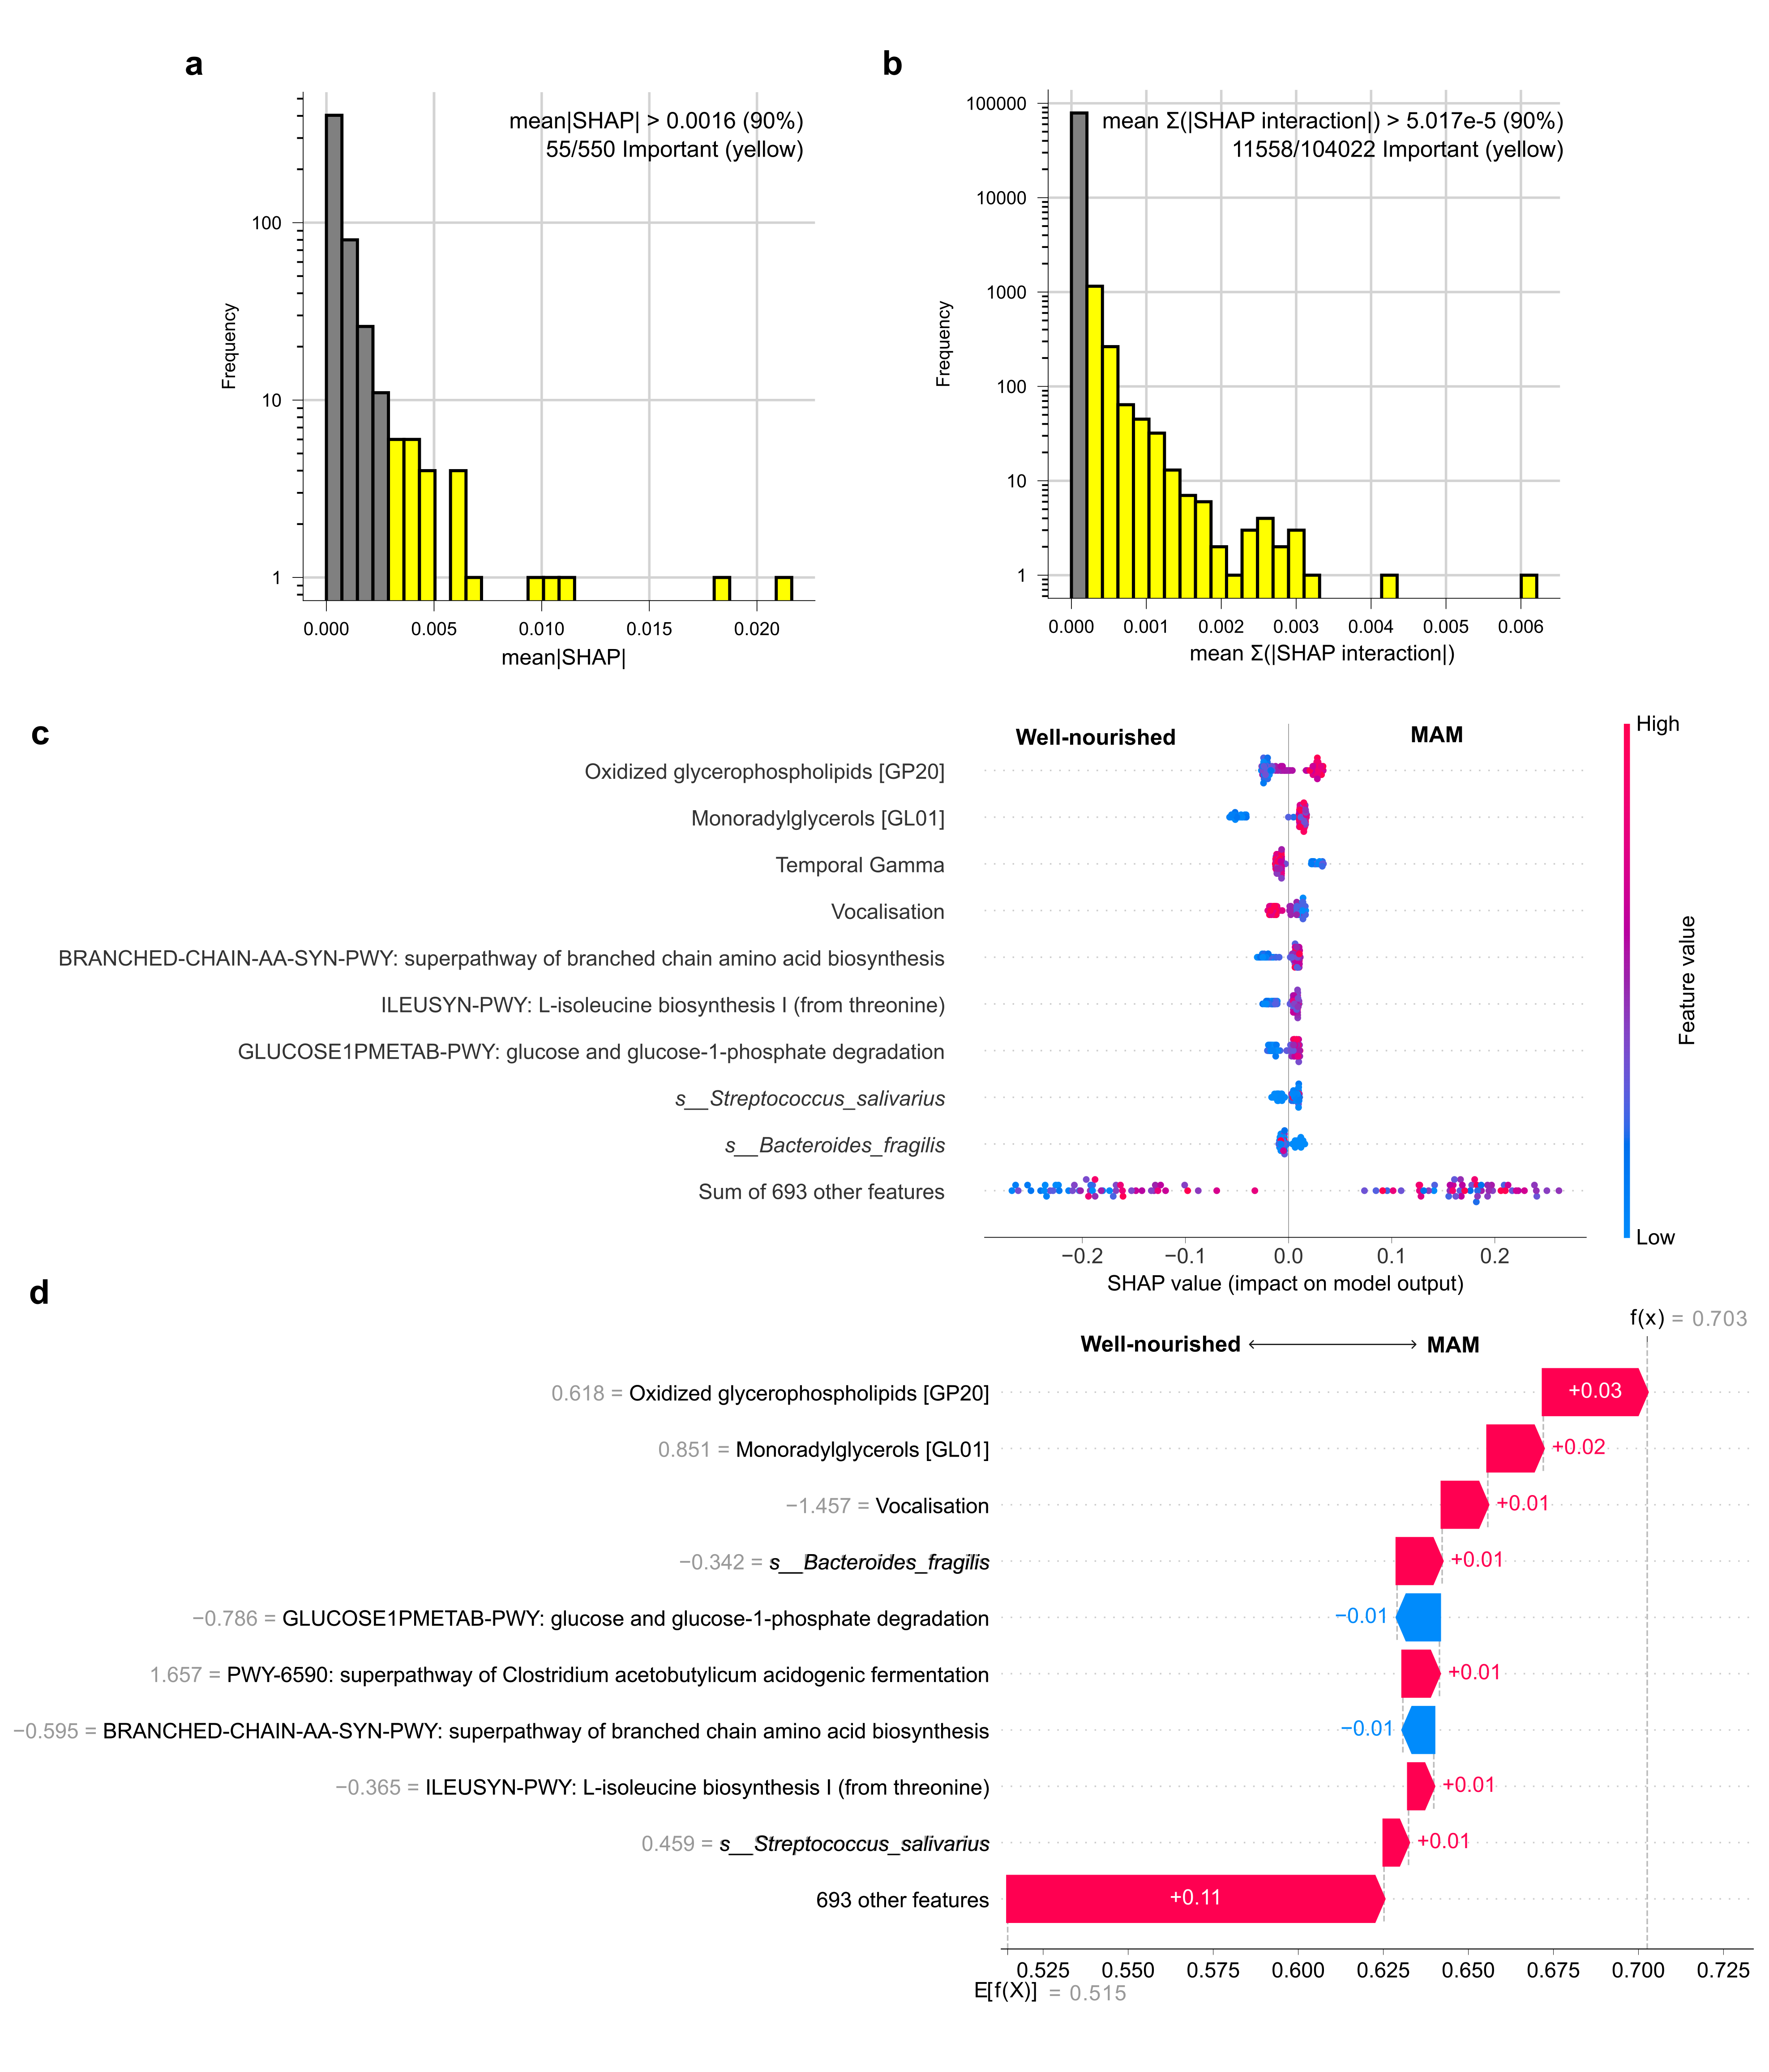 a
mean|SHAP| > 0.0016 (90%)
55/550 Important (yellow)
Frequency
100
10
1
0.000 0.005 0.010 0.015 0.020
mean|SHAP|
b
mean Σ(|SHAP interaction|) > 5.017e-5 (90%)
11558/104022 Important (yellow)
Frequency
100000
10000
1000
100
10
1
0.000 0.001 0.002 0.003 0.004 0.005 0.006
mean Σ(|SHAP interaction|)
c
Well-nourished MAM
Oxidized glycerophospholipids [GP20]
Monoradylglycerols [GL01]
Temporal Gamma
Vocalisation
BRANCHED-CHAIN-AA-SYN-PWY: superpathway of branched chain amino acid biosynthesis
ILEUSYN-PWY: L-isoleucine biosynthesis I (from threonine)
GLUCOSE1PMETAB-PWY: glucose and glucose-1-phosphate degradation
s__Streptococcus_salivarius
s__Bacteroides_fragilis
Sum of 693 other features
−0.2 −0.1 0.0 0.1 0.2
SHAP value (impact on model output)
High
Feature value
Low
d
f(x) = 0.703
Well-nourished MAM
0.618 = Oxidized glycerophospholipids [GP20] +0.03
0.851 = Monoradylglycerols [GL01] +0.02
−1.457 = Vocalisation +0.01
−0.342 = s__Bacteroides_fragilis +0.01
−0.786 = GLUCOSE1PMETAB-PWY: glucose and glucose-1-phosphate degradation −0.01
1.657 = PWY-6590: superpathway of Clostridium acetobutylicum acidogenic fermentation +0.01
−0.595 = BRANCHED-CHAIN-AA-SYN-PWY: superpathway of branched chain amino acid biosynthesis −0.01
−0.365 = ILEUSYN-PWY: L-isoleucine biosynthesis I (from threonine) +0.01
0.459 = s__Streptococcus_salivarius +0.01
693 other features +0.11
0.525 0.550 0.575 0.600 0.625 0.650 0.675 0.700 0.725
E[f(X)] = 0.515